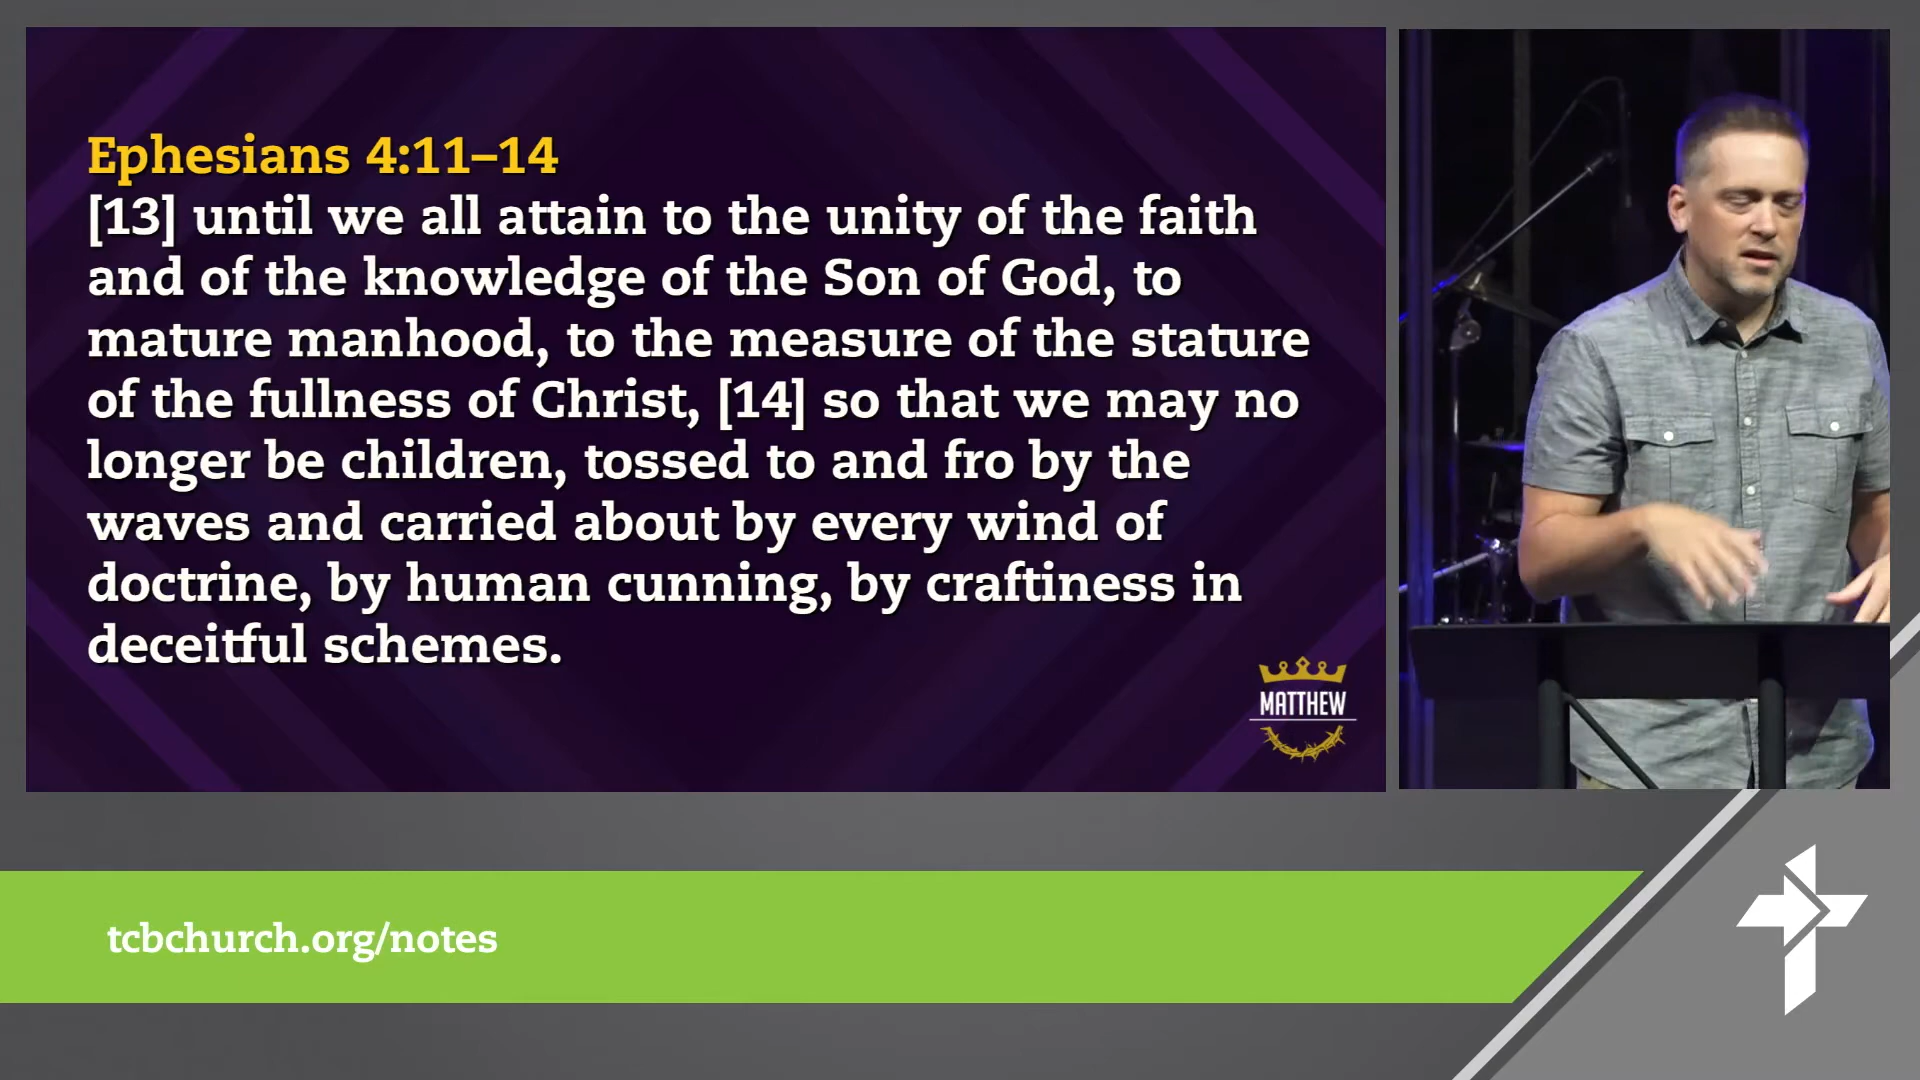 Ephesians 4:11–14
[13] until we all attain to the unity of the faith
and of the knowledge of the Son of God, to
mature manhood, to the measure of the stature
of the fullness of Christ, [14] so that we may no
longer be children, tossed to and fro by the
waves and carried about by every wind of
doctrine, by human cunning, by craftiness in
deceitful schemes.
MATTHEW
tcbchurch.org/notes